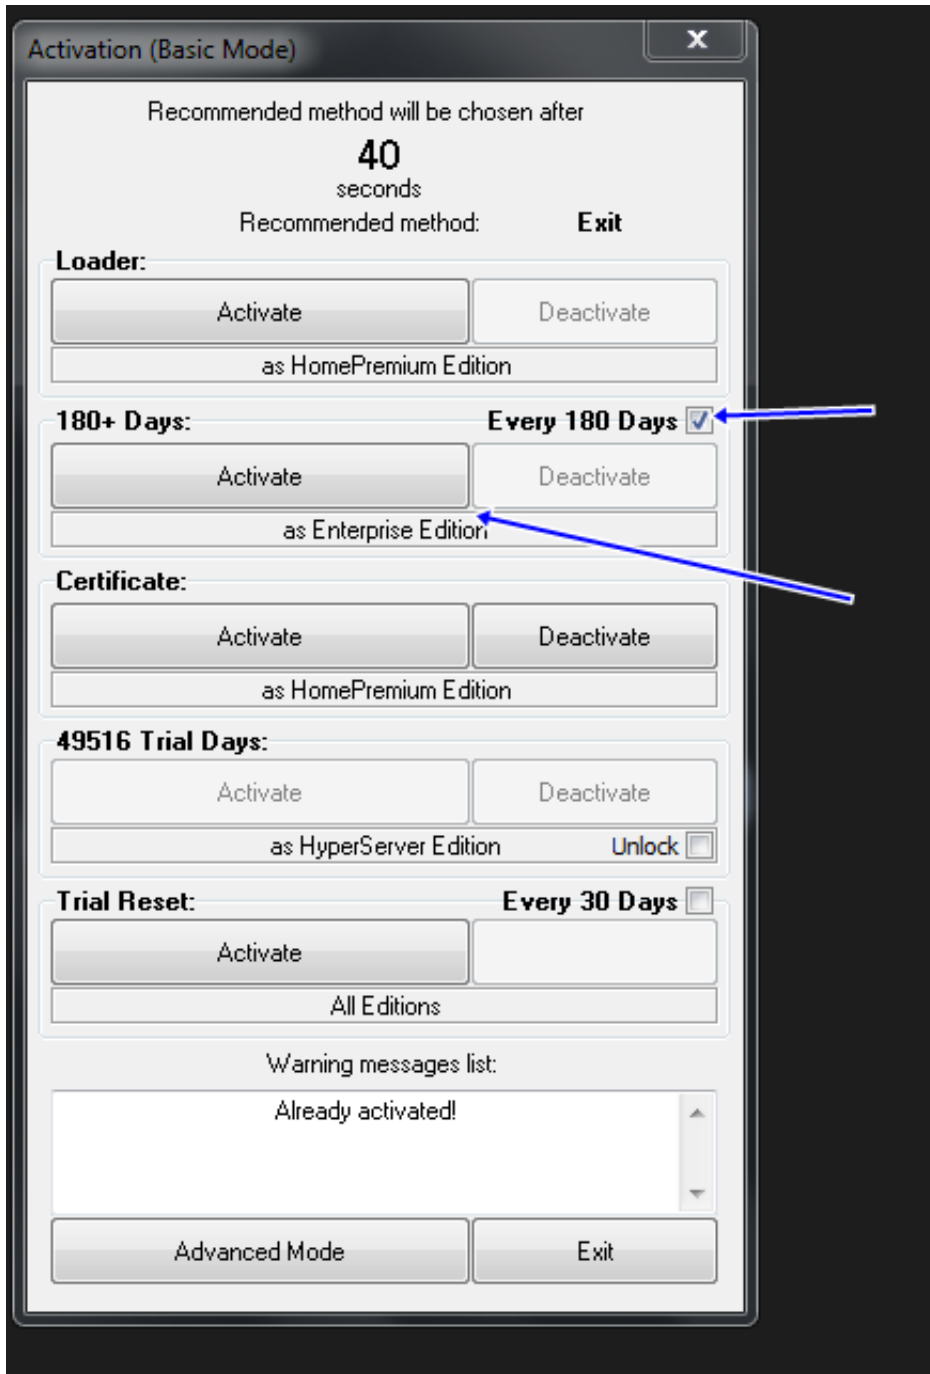 Activation (Basic Mode)
x
Recommended method will be chosen after
40
seconds
Recommended method: Exit
Loader:
Activate Deactivate
as HomePremium Edition
180+ Days: Every 180 Days
Activate Deactivate
as Enterprise Edition
Certificate:
Activate Deactivate
as HomePremium Edition
49516 Trial Days:
Activate Deactivate
as HyperServer Edition Unlock
Trial Reset: Every 30 Days
Activate
All Editions
Warning messages list:
Already activated!
Advanced Mode Exit